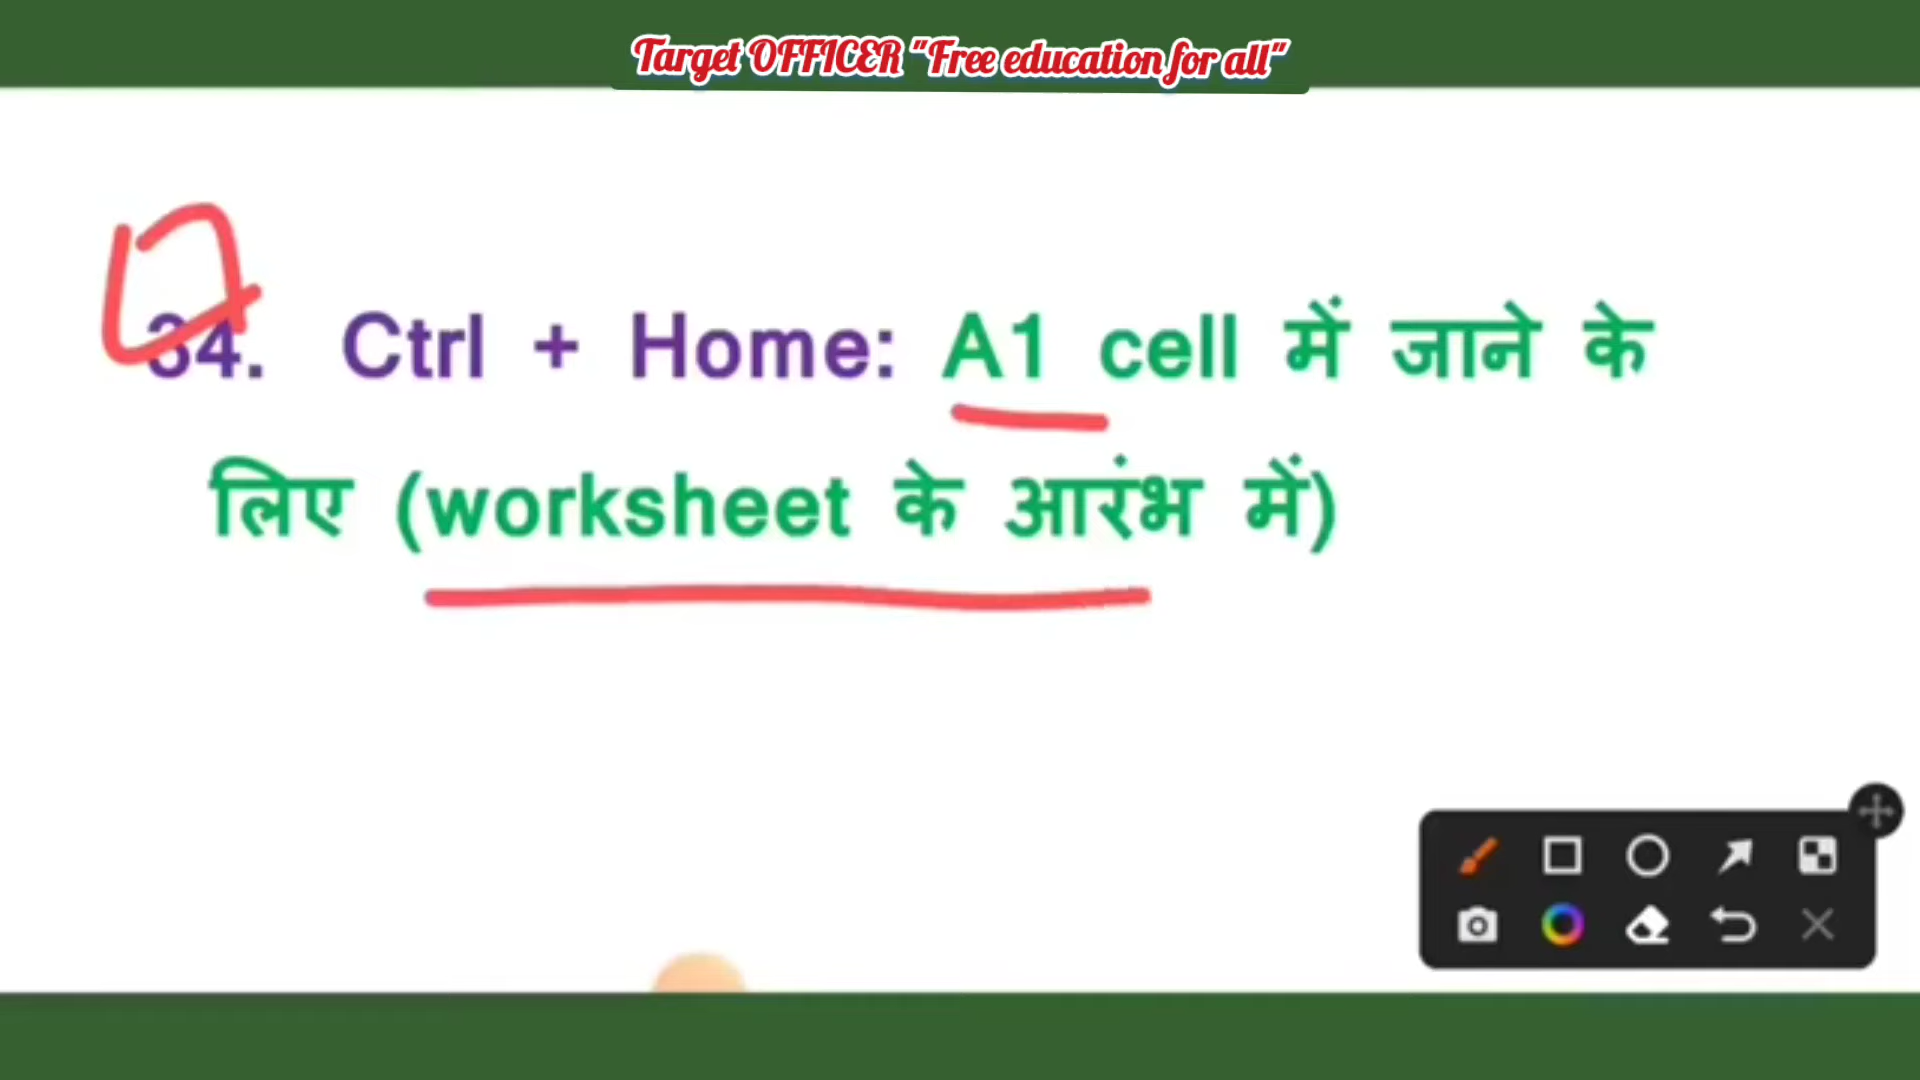 Target OFFICER "Free education for all"
34. Ctrl + Home: A1 cell में जाने के
लिए (worksheet के आरंभ में)